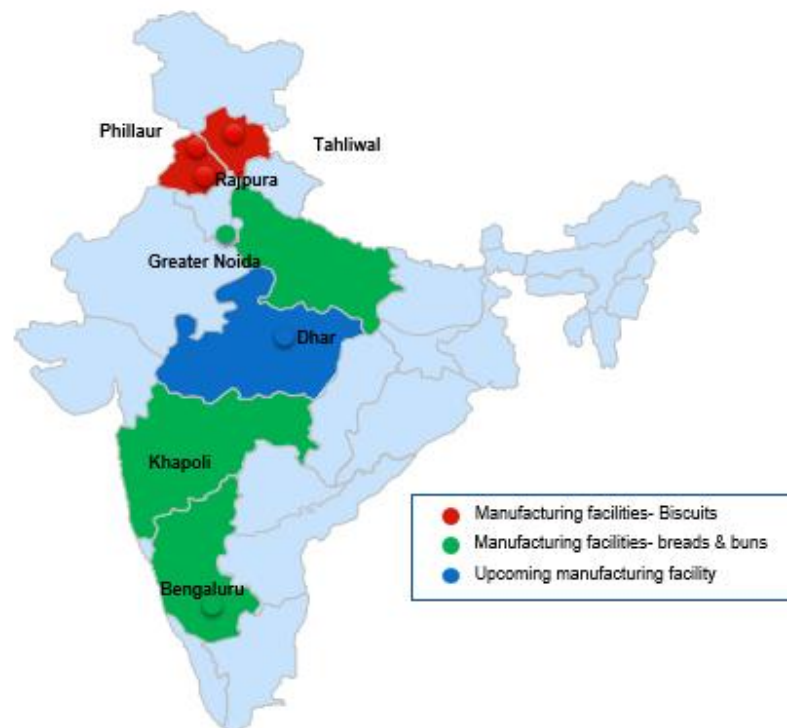 Phillaur
Tahliwal
Rajpura
Greater Noida
Dhar
Khapoli
Bengaluru
Manufacturing facilities- Biscuits
Manufacturing facilities- breads & buns
Upcoming manufacturing facility